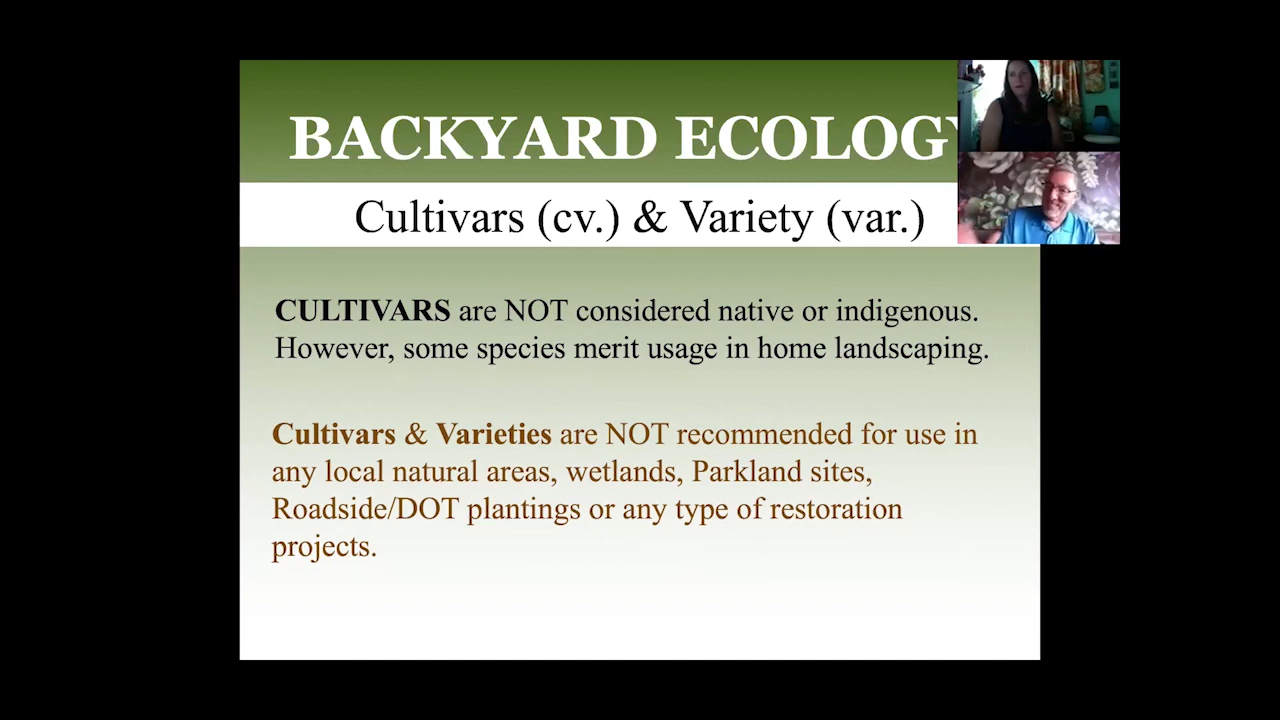 BACKYARD ECOLOGY
Cultivars (cv.) & Variety (var.)
CULTIVARS are NOT considered native or indigenous.
However, some species merit usage in home landscaping.
Cultivars & Varieties are NOT recommended for use in
any local natural areas, wetlands, Parkland sites,
Roadside/DOT plantings or any type of restoration
projects.